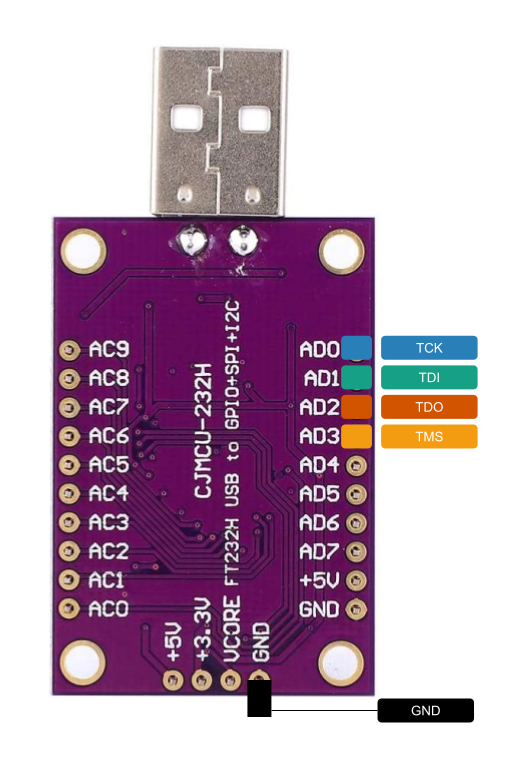 AC9
AC8
AC7
AC6
AC5
AC4
AC3
AC2
AC1
AC0
CJMCU-232H
FT232H USB to GPIO+SPI+I2C
AD0 TCK
AD1 TDI
AD2 TDO
AD3 TMS
AD4
AD5
AD6
AD7
+5V
GND
+5V
+3.3V
VCORE
GND
GND